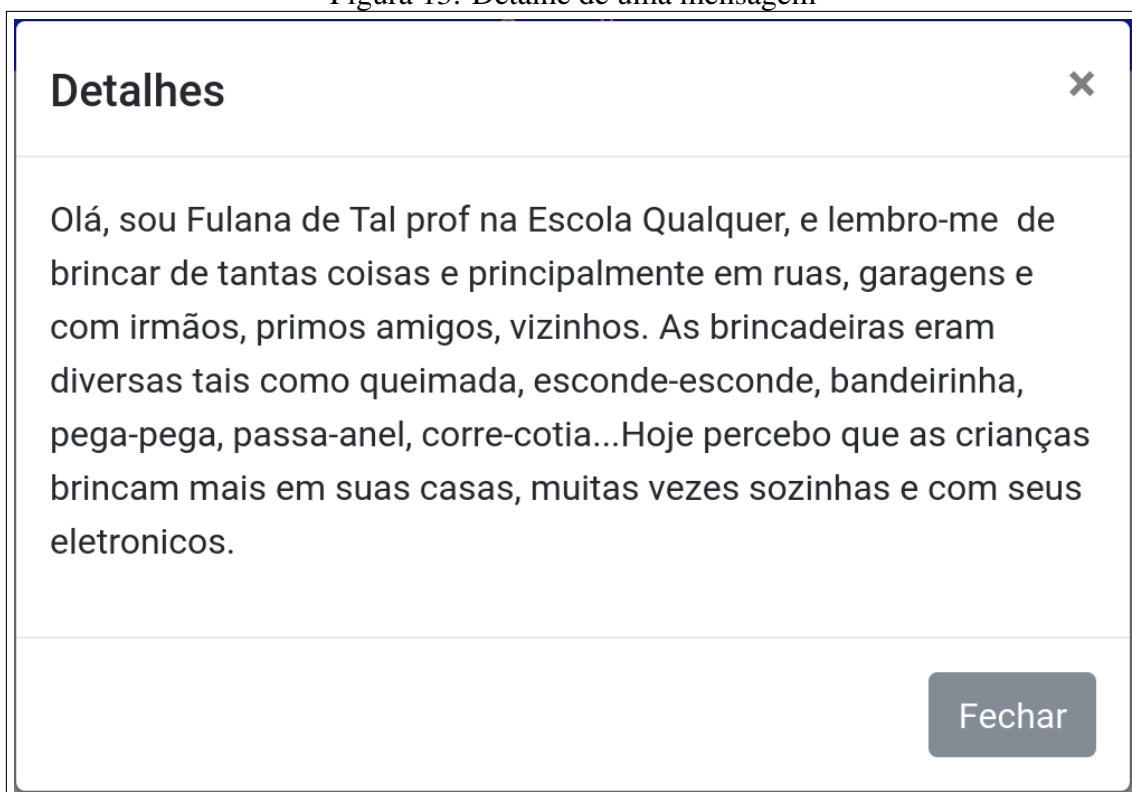 Detalhes
×
Olá, sou Fulana de Tal prof na Escola Qualquer, e lembro-me  de
brincar de tantas coisas e principalmente em ruas, garagens e
com irmãos, primos amigos, vizinhos. As brincadeiras eram
diversas tais como queimada, esconde-esconde, bandeirinha,
pega-pega, passa-anel, corre-cotia...Hoje percebo que as crianças
brincam mais em suas casas, muitas vezes sozinhas e com seus
eletronicos.
Fechar